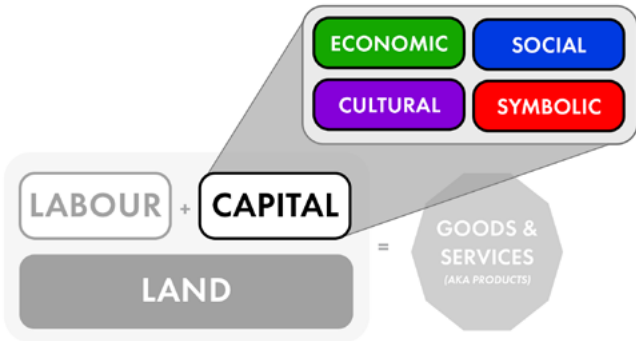 ECONOMIC SOCIAL
CULTURAL SYMBOLIC
LABOUR + CAPITAL
LAND
=
GOODS &
SERVICES
(AKA PRODUCTS)